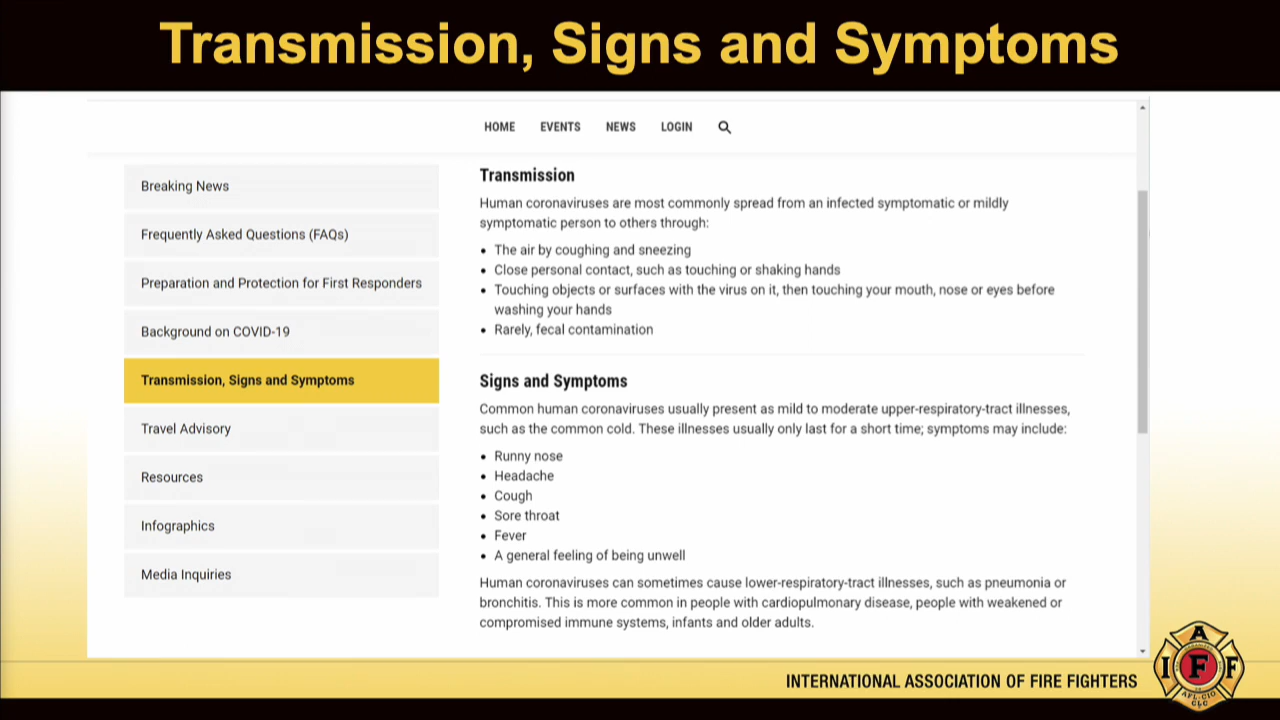 Transmission, Signs and Symptoms
HOME EVENTS NEWS LOGIN
Breaking News
Frequently Asked Questions (FAQs)
Preparation and Protection for First Responders
Background on COVID-19
Transmission, Signs and Symptoms
Travel Advisory
Resources
Infographics
Media Inquiries
Transmission
Human coronaviruses are most commonly spread from an infected symptomatic or mildly
symptomatic person to others through:
• The air by coughing and sneezing
• Close personal contact, such as touching or shaking hands
• Touching objects or surfaces with the virus on it, then touching your mouth, nose or eyes before
washing your hands
• Rarely, fecal contamination
Signs and Symptoms
Common human coronaviruses usually present as mild to moderate upper-respiratory-tract illnesses,
such as the common cold. These illnesses usually only last for a short time; symptoms may include:
• Runny nose
• Headache
• Cough
• Sore throat
• Fever
• A general feeling of being unwell
Human coronaviruses can sometimes cause lower-respiratory-tract illnesses, such as pneumonia or
bronchitis. This is more common in people with cardiopulmonary disease, people with weakened or
compromised immune systems, infants and older adults.
INTERNATIONAL ASSOCIATION OF FIRE FIGHTERS
A
I F F
AFL-CIO
CLC